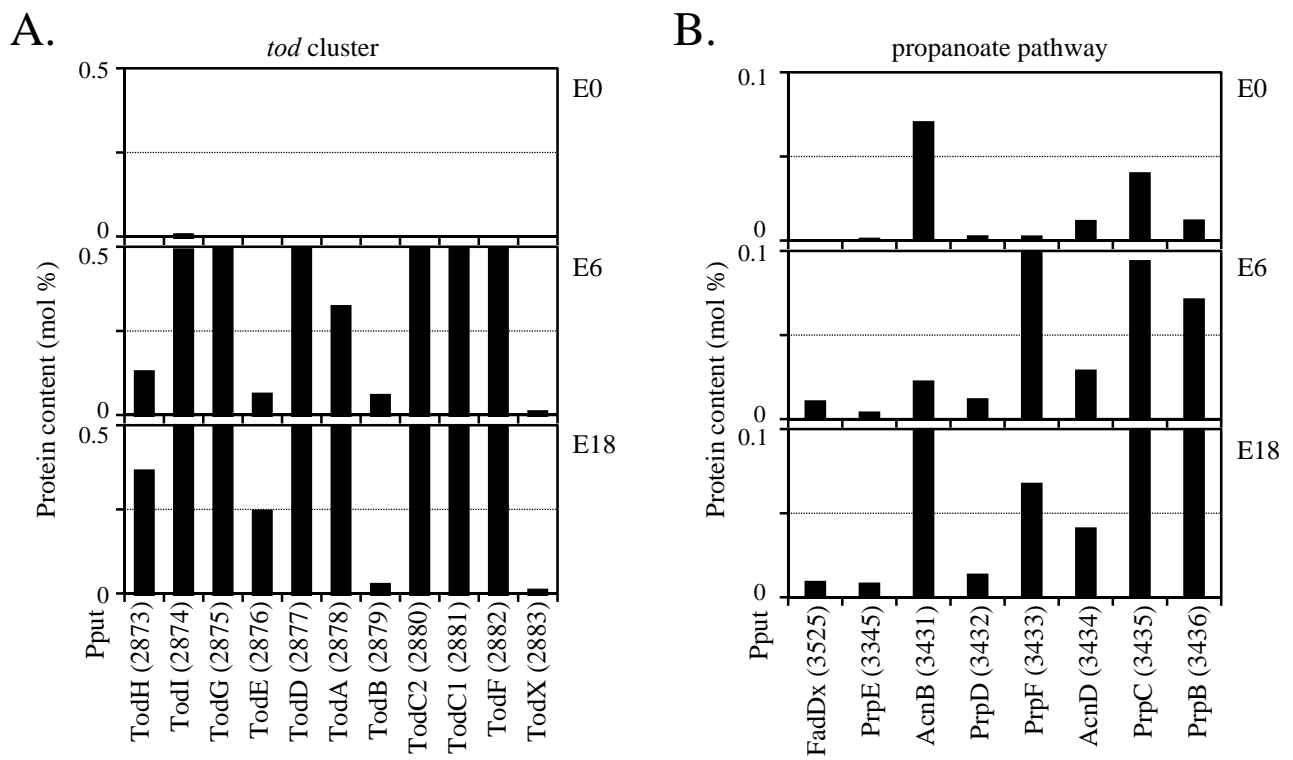 A.
tod cluster
0.5
0
E0
0.5
0
E6
0.5
0
E18
Protein content (mol %)
Pput
TodH (2873)
TodI (2874)
TodG (2875)
TodE (2876)
TodD (2877)
TodA (2878)
TodB (2879)
TodC2 (2880)
TodC1 (2881)
TodF (2882)
TodX (2883)
B.
propanoate pathway
0.1
0
E0
0.1
0
E6
0.1
0
E18
Protein content (mol %)
Pput
FadDx (3525)
PrpE (3345)
AcnB (3431)
PrpD (3432)
PrpF (3433)
AcnD (3434)
PrpC (3435)
PrpB (3436)